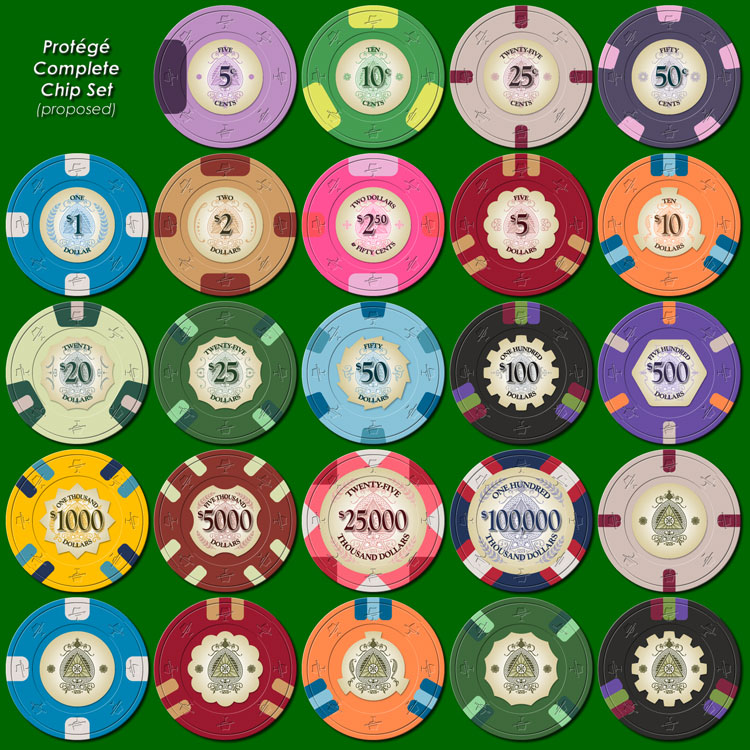 Protégé
Complete
Chip Set
(proposed)
FIVE
5¢
CENTS
TEN
10¢
CENTS
TWENTY-FIVE
25¢
CENTS
FIFTY
50¢
CENTS
ONE
$1
DOLLAR
TWO
$2
DOLLARS
TWO DOLLARS
$2.50
& FIFTY CENTS
FIVE
$5
DOLLARS
TEN
$10
DOLLARS
TWENTY
$20
DOLLARS
TWENTY-FIVE
$25
DOLLARS
FIFTY
$50
DOLLARS
ONE HUNDRED
$100
DOLLARS
FIVE HUNDRED
$500
DOLLARS
ONE THOUSAND
$1000
DOLLARS
FIVE THOUSAND
$5000
DOLLARS
TWENTY-FIVE
$25,000
THOUSAND DOLLARS
ONE HUNDRED
$100,000
THOUSAND DOLLARS